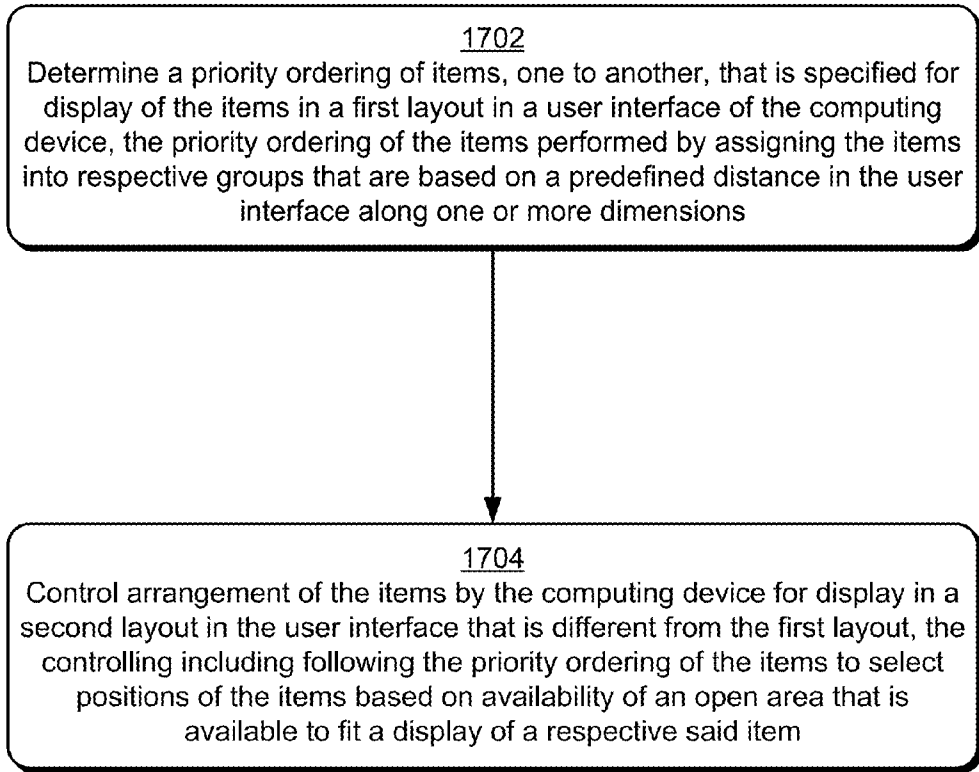 1702
Determine a priority ordering of items, one to another, that is specified for
display of the items in a first layout in a user interface of the computing
device, the priority ordering of the items performed by assigning the items
into respective groups that are based on a predefined distance in the user
interface along one or more dimensions
1704
Control arrangement of the items by the computing device for display in a
second layout in the user interface that is different from the first layout, the
controlling including following the priority ordering of the items to select
positions of the items based on availability of an open area that is
available to fit a display of a respective said item